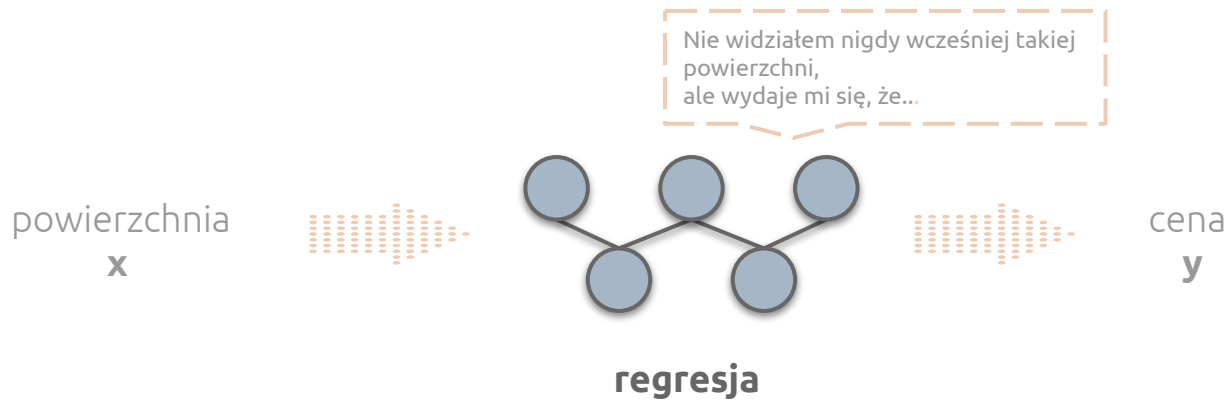 Nie widziałem nigdy wcześniej takiej
powierzchni,
ale wydaje mi się, że...
powierzchnia
x
cena
y
regresja